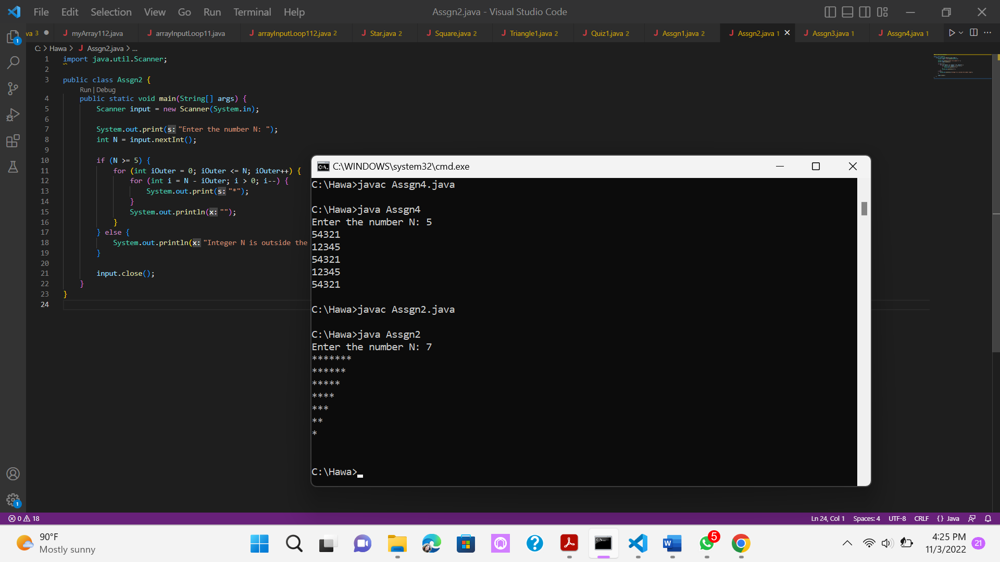 File Edit Selection View Go Run Terminal Help Assgn2.java - Visual Studio Code
va 3 myArray112.java arrayInputLoop11.java arrayInputLoop112.java 2 Star.java 2 Square.java 2 Triangle1.java 2 Quiz1.java 2 Assgn1.java 2 Assgn2.java 1 Assgn3.java 1 Assgn4.java 1
C: > Hawa > J Assgn2.java > ...
1 import java.util.Scanner;
2
3 public class Assgn2 {
Run | Debug
4 public static void main(String[] args) {
5 Scanner input = new Scanner(System.in);
6
7 System.out.print(s: "Enter the number N: ");
8 int N = input.nextInt();
9
10 if (N >= 5) {
11 for (int iOuter = 0; iOuter <= N; iOuter++) {
12 for (int i = N - iOuter; i > 0; i--) {
13 System.out.print(s: "*");
14 }
15 System.out.println(x: "");
16 }
17 } else {
18 System.out.println(x: "Integer N is outside the
19 }
20
21 input.close();
22 }
23 }
24
C:\WINDOWS\system32\cmd.exe
C:\Hawa>javac Assgn4.java
C:\Hawa>java Assgn4
Enter the number N: 5
54321
12345
54321
12345
54321
C:\Hawa>javac Assgn2.java
C:\Hawa>java Assgn2
Enter the number N: 7
*******
******
*****
****
***
**
*
C:\Hawa>
0 18 Ln 24, Col 1 Spaces: 4 UTF-8 CRLF {} Java
90°F
Mostly sunny
5
4:25 PM
11/3/2022
21